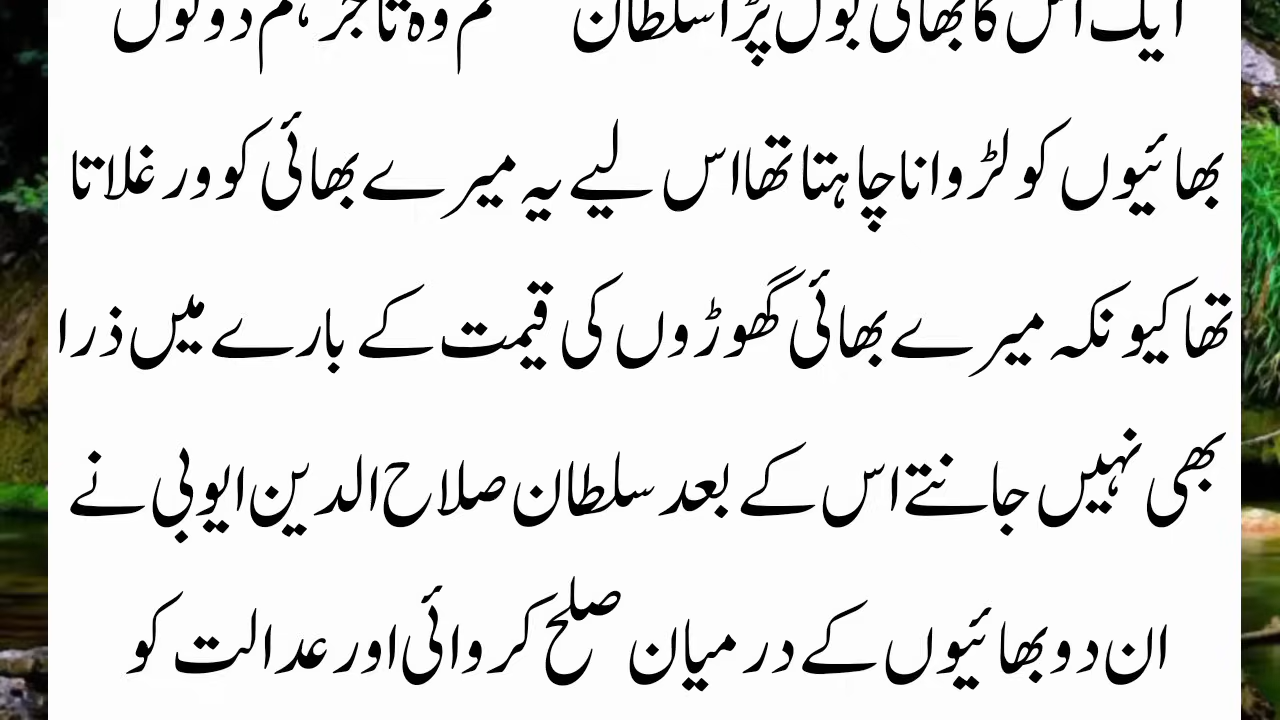 ایک اس کا بھائی بول پڑا سلطان وہ تاجر ہم دونوں
بھائیوں کو لڑوانا چاہتا تھا اس لیے یہ میرے بھائی کو ورغلاتا
تھا کیونکہ میرے بھائی گھوڑوں کی قیمت کے بارے میں ذرا
بھی نہیں جانتے اس کے بعد سلطان صلاح الدین ایوبی نے
ان دو بھائیوں کے درمیان صلح کروائی اور عدالت کو